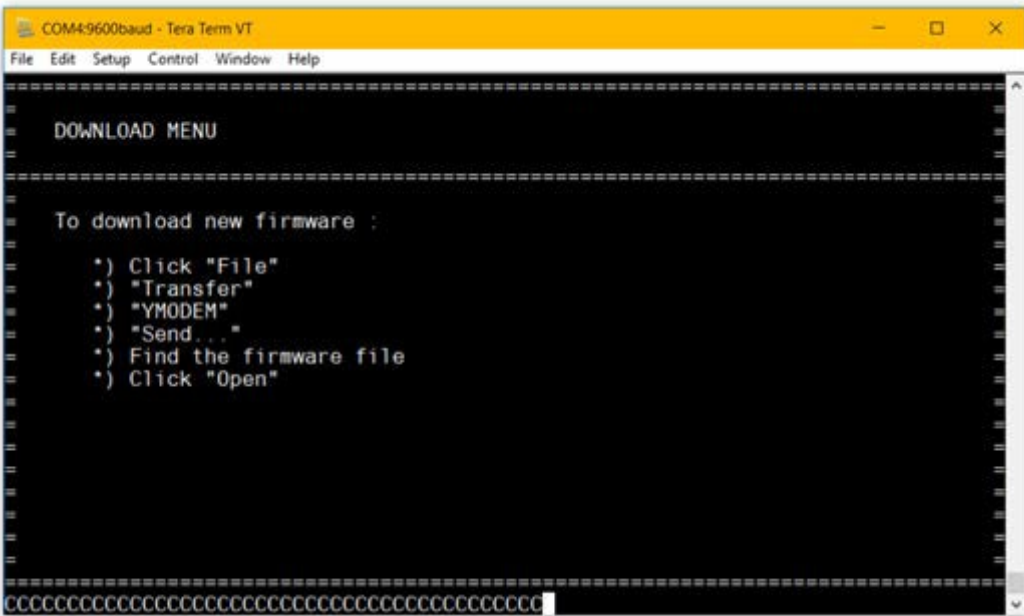 COM4:9600baud - Tera Term VT
File Edit Setup Control Window Help
================================================================================
DOWNLOAD MENU
================================================================================
To download new firmware :
*) Click "File"
*) "Transfer"
*) "YMODEM"
*) "Send..."
*) Find the firmware file
*) Click "Open"
================================================================================
CCCCCCCCCCCCCCCCCCCCCCCCCCCCCCCCCCCCCCCCCCC